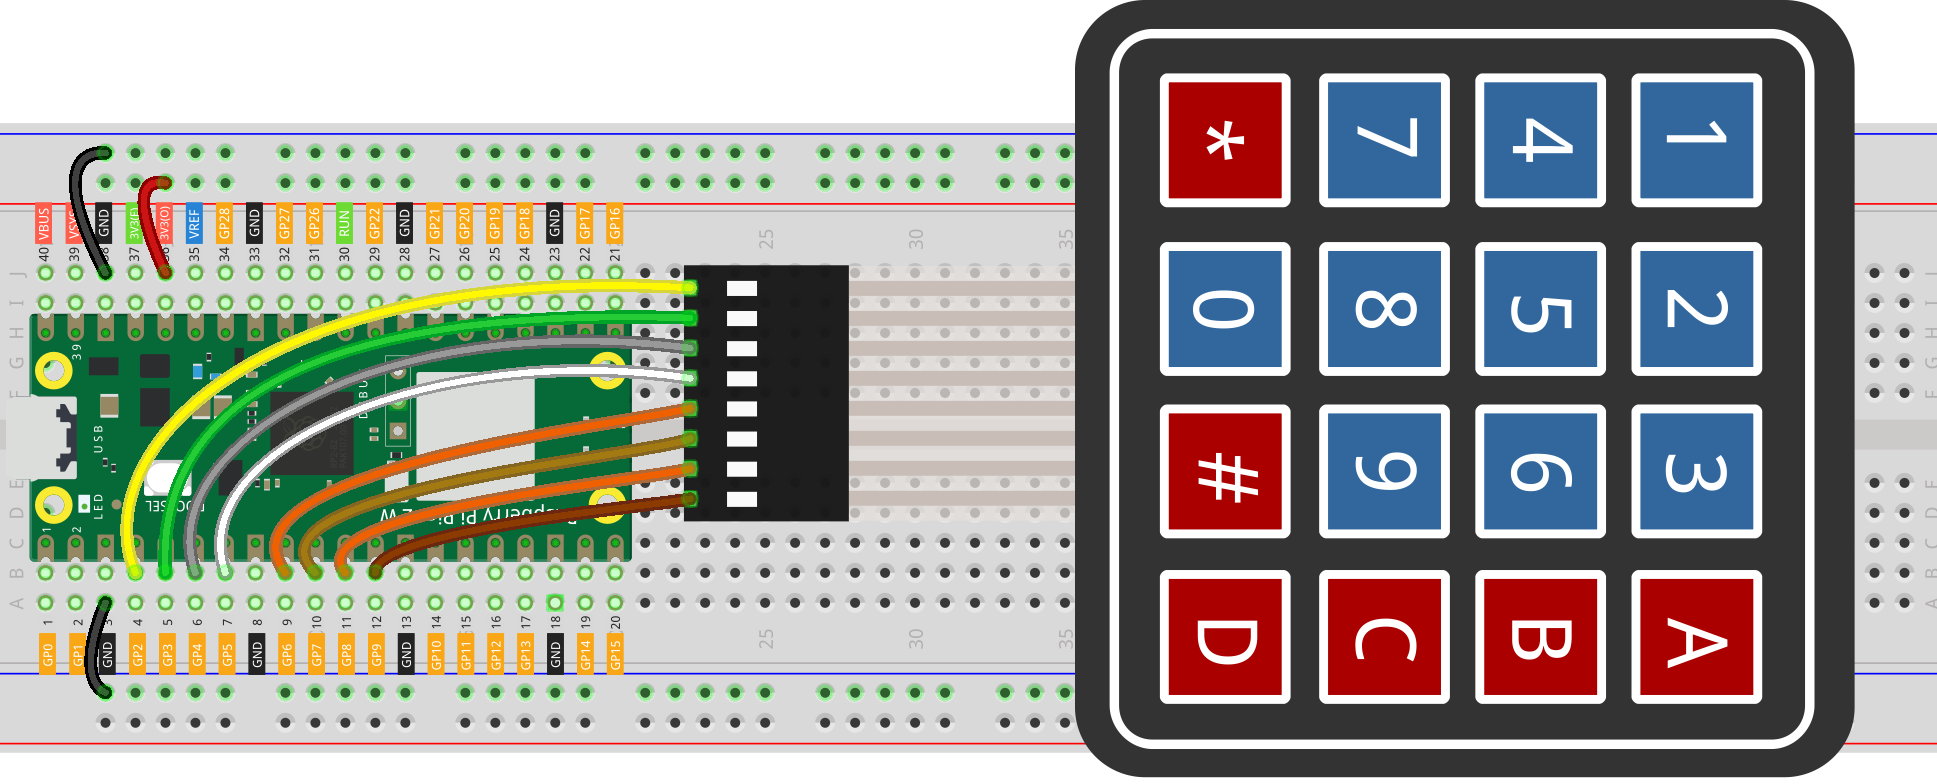 VBUS VSYS GND 3V3(E) 3V3(O) VREF GP28 GND GP27 GP26 RUN GP22 GND GP21 GP20 GP19 GP18 GND GP17 GP16
40 39 38 37 36 35 34 33 32 31 30 29 28 27 26 25 24 23 22 21
25 30 35
J
I
H
G
F
E
D
C
B
A
39
USB
LED
1
2
DEBU
BOOTSEL
Raspberry Pi Pico 2 W
1 2 3 4 5 6 7 8 9 10 11 12 13 14 15 16 17 18 19 20
GP0 GP1 GND GP2 GP3 GP4 GP5 GND GP6 GP7 GP8 GP9 GND GP10 GP11 GP12 GP13 GND GP14 GP15
25 30 35
* 7 4 1
0 8 5 2
# 9 6 3
D C B A
J
I
H
G
F
E
D
C
B
A